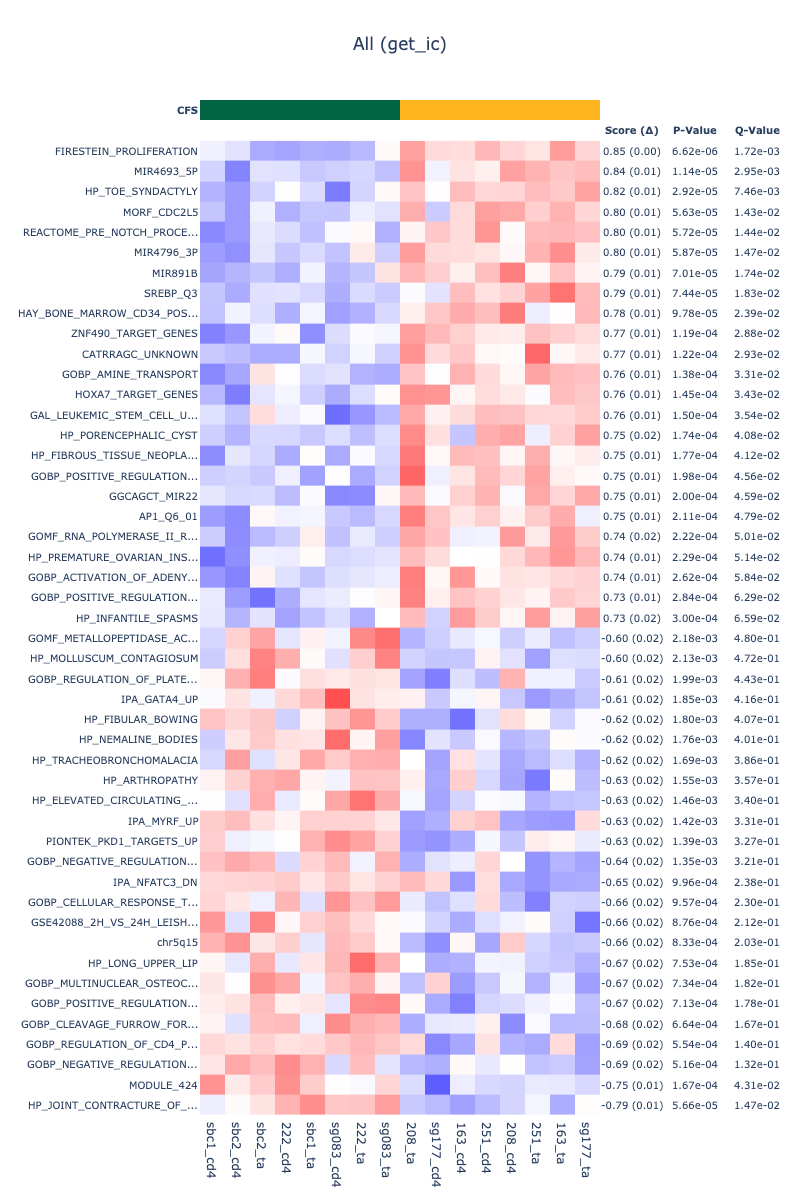 All (get_ic)
CFS
Score (Δ) P-Value Q-Value
FIRESTEIN_PROLIFERATION 0.85 (0.00) 6.62e-06 1.72e-03
MIR4693_5P 0.84 (0.01) 1.14e-05 2.95e-03
HP_TOE_SYNDACTYLY 0.82 (0.01) 2.92e-05 7.46e-03
MORF_CDC2L5 0.80 (0.01) 5.63e-05 1.43e-02
REACTOME_PRE_NOTCH_PROCE... 0.80 (0.01) 5.72e-05 1.44e-02
MIR4796_3P 0.80 (0.01) 5.87e-05 1.47e-02
MIR891B 0.79 (0.01) 7.01e-05 1.74e-02
SREBP_Q3 0.79 (0.01) 7.44e-05 1.83e-02
HAY_BONE_MARROW_CD34_POS... 0.78 (0.01) 9.78e-05 2.39e-02
ZNF490_TARGET_GENES 0.77 (0.01) 1.19e-04 2.88e-02
CATRRAGC_UNKNOWN 0.77 (0.01) 1.22e-04 2.93e-02
GOBP_AMINE_TRANSPORT 0.76 (0.01) 1.38e-04 3.31e-02
HOXA7_TARGET_GENES 0.76 (0.01) 1.45e-04 3.43e-02
GAL_LEUKEMIC_STEM_CELL_U... 0.76 (0.01) 1.50e-04 3.54e-02
HP_PORENCEPHALIC_CYST 0.75 (0.02) 1.74e-04 4.08e-02
HP_FIBROUS_TISSUE_NEOPLA... 0.75 (0.01) 1.77e-04 4.12e-02
GOBP_POSITIVE_REGULATION... 0.75 (0.01) 1.98e-04 4.56e-02
GGCAGCT_MIR22 0.75 (0.01) 2.00e-04 4.59e-02
AP1_Q6_01 0.75 (0.01) 2.11e-04 4.79e-02
GOMF_RNA_POLYMERASE_II_R... 0.74 (0.02) 2.22e-04 5.01e-02
HP_PREMATURE_OVARIAN_INS... 0.74 (0.01) 2.29e-04 5.14e-02
GOBP_ACTIVATION_OF_ADENY... 0.74 (0.01) 2.62e-04 5.84e-02
GOBP_POSITIVE_REGULATION... 0.73 (0.01) 2.84e-04 6.29e-02
HP_INFANTILE_SPASMS 0.73 (0.02) 3.00e-04 6.59e-02
GOMF_METALLOPEPTIDASE_AC... -0.60 (0.02) 2.18e-03 4.80e-01
HP_MOLLUSCUM_CONTAGIOSUM -0.60 (0.02) 2.13e-03 4.72e-01
GOBP_REGULATION_OF_PLATE... -0.61 (0.02) 1.99e-03 4.43e-01
IPA_GATA4_UP -0.61 (0.02) 1.85e-03 4.16e-01
HP_FIBULAR_BOWING -0.62 (0.02) 1.80e-03 4.07e-01
HP_NEMALINE_BODIES -0.62 (0.02) 1.76e-03 4.01e-01
HP_TRACHEOBRONCHOMALACIA -0.62 (0.02) 1.69e-03 3.86e-01
HP_ARTHROPATHY -0.63 (0.02) 1.55e-03 3.57e-01
HP_ELEVATED_CIRCULATING_... -0.63 (0.02) 1.46e-03 3.40e-01
IPA_MYRF_UP -0.63 (0.02) 1.42e-03 3.31e-01
PIONTEK_PKD1_TARGETS_UP -0.63 (0.02) 1.39e-03 3.27e-01
GOBP_NEGATIVE_REGULATION... -0.64 (0.02) 1.35e-03 3.21e-01
IPA_NFATC3_DN -0.65 (0.02) 9.96e-04 2.38e-01
GOBP_CELLULAR_RESPONSE_T... -0.66 (0.02) 9.57e-04 2.30e-01
GSE42088_2H_VS_24H_LEISH... -0.66 (0.02) 8.76e-04 2.12e-01
chr5q15 -0.66 (0.02) 8.33e-04 2.03e-01
HP_LONG_UPPER_LIP -0.67 (0.02) 7.53e-04 1.85e-01
GOBP_MULTINUCLEAR_OSTEOC... -0.67 (0.02) 7.34e-04 1.82e-01
GOBP_POSITIVE_REGULATION... -0.67 (0.02) 7.13e-04 1.78e-01
GOBP_CLEAVAGE_FURROW_FOR... -0.68 (0.02) 6.64e-04 1.67e-01
GOBP_REGULATION_OF_CD4_P... -0.69 (0.02) 5.54e-04 1.40e-01
GOBP_NEGATIVE_REGULATION... -0.69 (0.02) 5.16e-04 1.32e-01
MODULE_424 -0.75 (0.01) 1.67e-04 4.31e-02
HP_JOINT_CONTRACTURE_OF_... -0.79 (0.01) 5.66e-05 1.47e-02
sbc1_cd4
sbc2_cd4
sbc2_ta
222_cd4
sbc1_ta
sg083_cd4
222_ta
sg083_ta
208_ta
sg177_cd4
163_cd4
251_cd4
208_cd4
251_ta
163_ta
sg177_ta